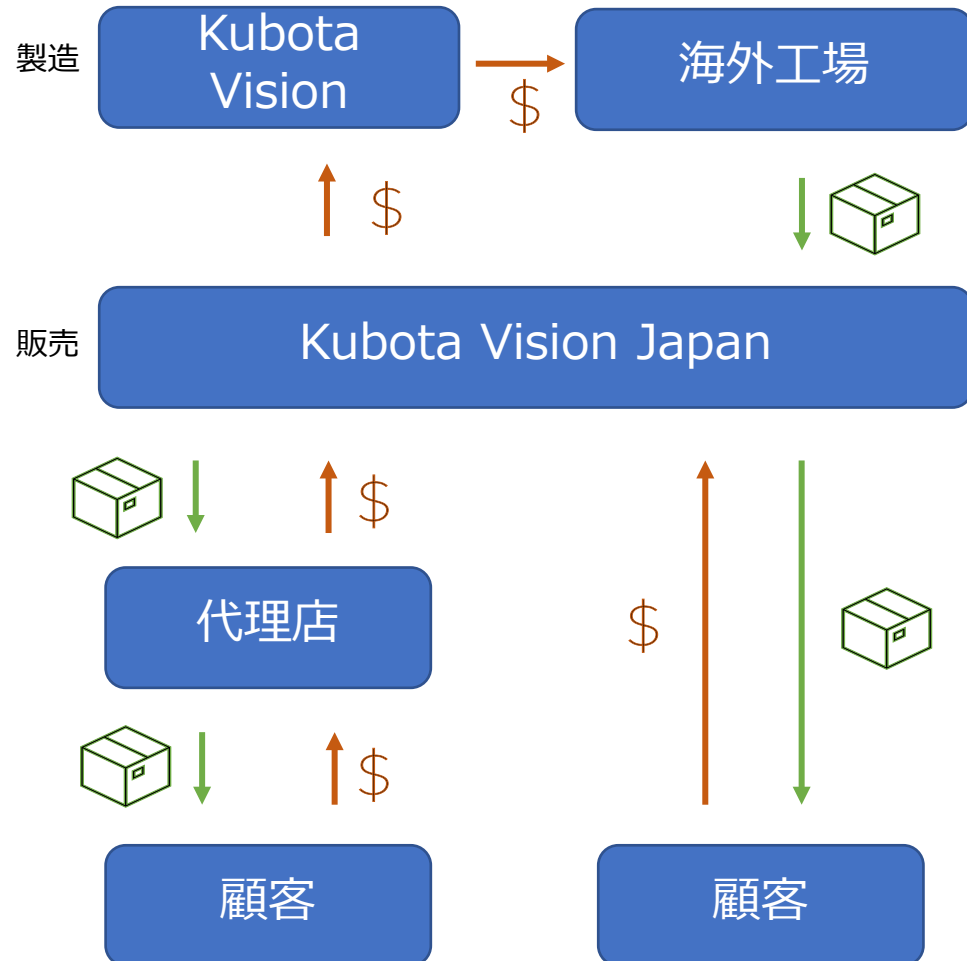 製造
Kubota
Vision
海外工場
$
$
販売
Kubota Vision Japan
$
代理店
$
$
顧客
顧客